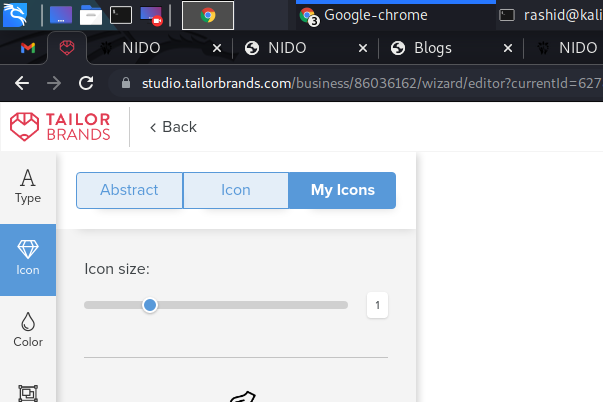 3 Google-chrome
rashid@kali
NIDO
NIDO
Blogs
NIDO
studio.tailorbrands.com/business/86036162/wizard/editor?currentId=627
TAILOR
BRANDS
Back
Type
Abstract
Icon
My Icons
Icon
Icon size:
1
Color